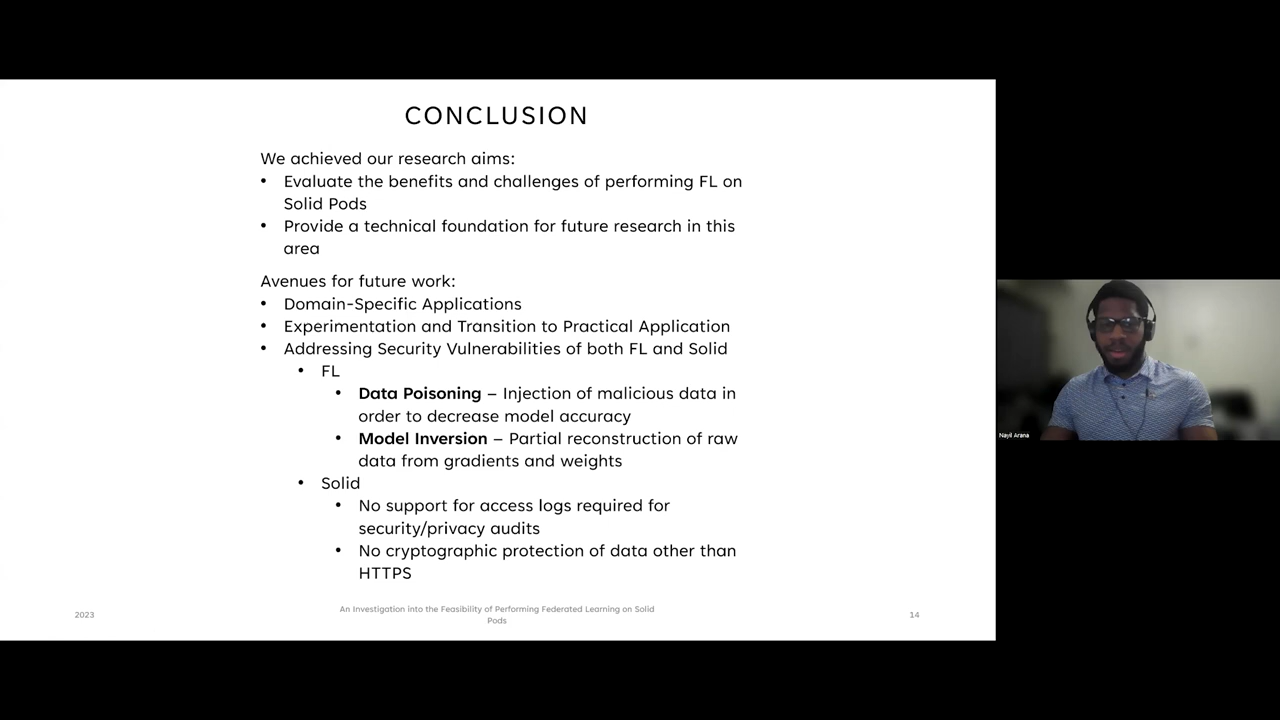 CONCLUSION
We achieved our research aims:
• Evaluate the benefits and challenges of performing FL on
Solid Pods
• Provide a technical foundation for future research in this
area
Avenues for future work:
• Domain-Specific Applications
• Experimentation and Transition to Practical Application
• Addressing Security Vulnerabilities of both FL and Solid
• FL
• Data Poisoning – Injection of malicious data in
order to decrease model accuracy
• Model Inversion – Partial reconstruction of raw
data from gradients and weights
• Solid
• No support for access logs required for
security/privacy audits
• No cryptographic protection of data other than
HTTPS
2023
An Investigation into the Feasibility of Performing Federated Learning on Solid
Pods
14
Nayil Arana